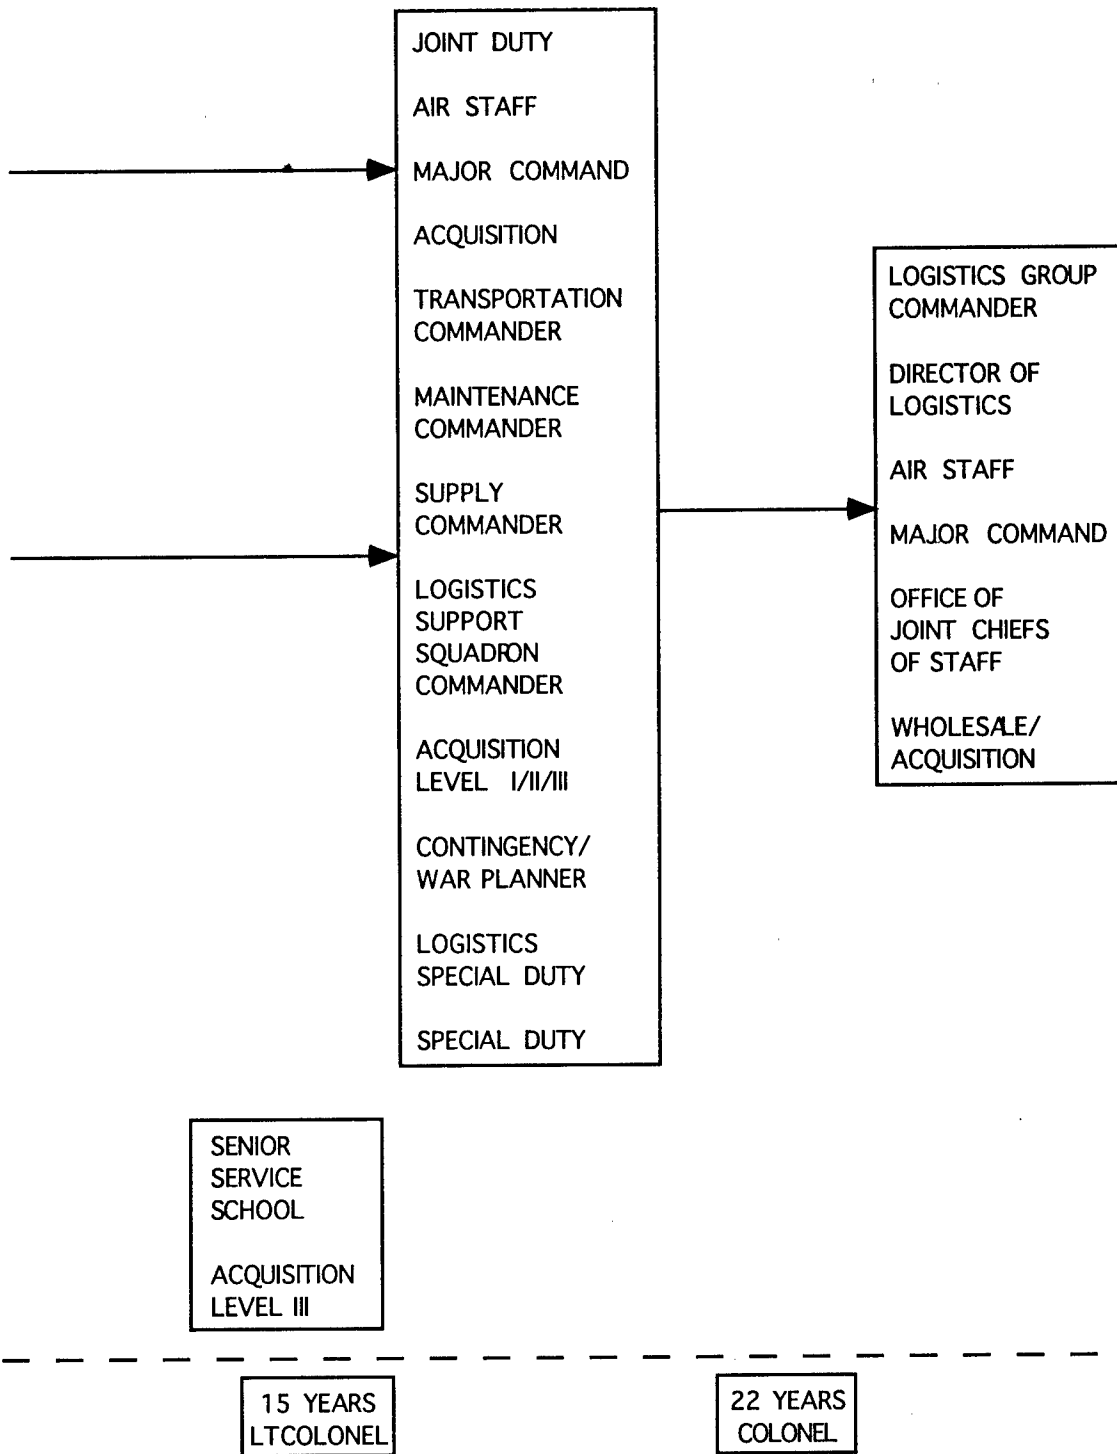 JOINT DUTY
AIR STAFF
MAJOR COMMAND
ACQUISITION
TRANSPORTATION
COMMANDER
MAINTENANCE
COMMANDER
SUPPLY
COMMANDER
LOGISTICS
SUPPORT
SQUADRON
COMMANDER
ACQUISITION
LEVEL I/II/III
CONTINGENCY/
WAR PLANNER
LOGISTICS
SPECIAL DUTY
SPECIAL DUTY
LOGISTICS GROUP
COMMANDER
DIRECTOR OF
LOGISTICS
AIR STAFF
MAJOR COMMAND
OFFICE OF
JOINT CHIEFS
OF STAFF
WHOLESALE/
ACQUISITION
SENIOR
SERVICE
SCHOOL
ACQUISITION
LEVEL III
15 YEARS
LTCOLONEL
22 YEARS
COLONEL